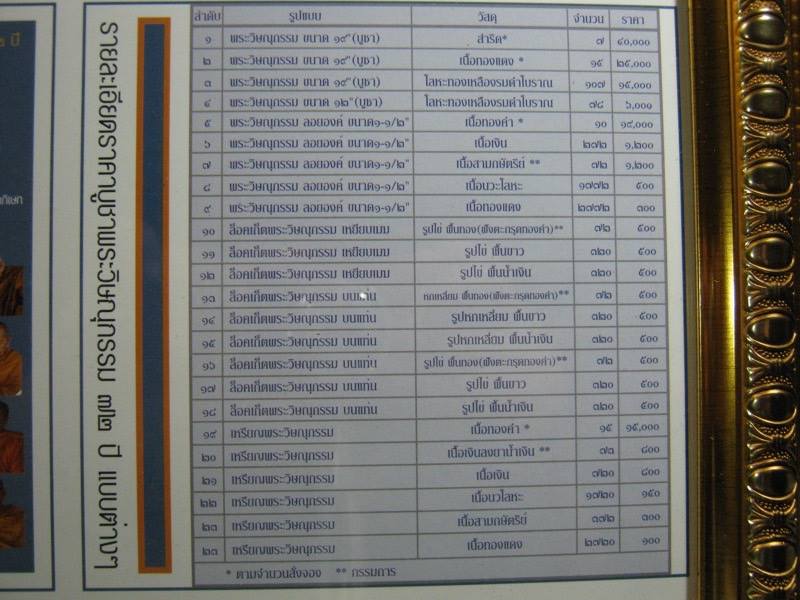 รายละเอียดราคาบูชาพระวิษณุกรรม ๗๒ ปี แบบต่างๆ
ลำดับ รูปแบบ วัสดุ จำนวน ราคา
๑ พระวิษณุกรรม ขนาด ๑๙"(บูชา) สำริด* ๗ ๔๐,๐๐๐
๒ พระวิษณุกรรม ขนาด ๑๙"(บูชา) เนื้อทองแดง * ๑๕ ๒๕,๐๐๐
๓ พระวิษณุกรรม ขนาด ๑๙"(บูชา) โลหะทองเหลืองรมดำโบราณ ๑๐๗ ๑๕,๐๐๐
๔ พระวิษณุกรรม ขนาด ๑๒"(บูชา) โลหะทองเหลืองรมดำโบราณ ๗๘ ๖,๐๐๐
๕ พระวิษณุกรรม ลอยองค์ ขนาด๑-๑/๒" เนื้อทองคำ * ๑๐ ๑๙,๐๐๐
๖ พระวิษณุกรรม ลอยองค์ ขนาด๑-๑/๒" เนื้อเงิน ๒๗๒ ๑,๒๐๐
๗ พระวิษณุกรรม ลอยองค์ ขนาด๑-๑/๒" เนื้อสามกษัตริย์ ** ๗๒ ๑,๒๐๐
๘ พระวิษณุกรรม ลอยองค์ ขนาด๑-๑/๒" เนื้อนวะโลหะ ๑๗๗๒ ๕๐๐
๙ พระวิษณุกรรม ลอยองค์ ขนาด๑-๑/๒" เนื้อทองแดง ๒๗๗๒ ๓๐๐
๑๐ ล็อคเก็ตพระวิษณุกรรม เหยียบเมฆ รูปไข่ พื้นทอง(ฝังตะกรุดทองคำ)** ๗๒ ๕๐๐
๑๑ ล็อคเก็ตพระวิษณุกรรม เหยียบเมฆ รูปไข่ พื้นขาว ๓๒๐ ๕๐๐
๑๒ ล็อคเก็ตพระวิษณุกรรม เหยียบเมฆ รูปไข่ พื้นน้ำเงิน ๓๒๐ ๕๐๐
๑๓ ล็อคเก็ตพระวิษณุกรรม บนแท่น หกเหลี่ยม พื้นทอง(ฝังตะกรุดทองคำ)** ๗๒ ๕๐๐
๑๔ ล็อคเก็ตพระวิษณุกรรม บนแท่น รูปหกเหลี่ยม พื้นขาว ๓๒๐ ๕๐๐
๑๕ ล็อคเก็ตพระวิษณุกรรม บนแท่น รูปหกเหลี่ยม พื้นน้ำเงิน ๓๒๐ ๕๐๐
๑๖ ล็อคเก็ตพระวิษณุกรรม บนแท่น รูปไข่ พื้นทอง(ฝังตะกรุดทองคำ)** ๗๒ ๕๐๐
๑๗ ล็อคเก็ตพระวิษณุกรรม บนแท่น รูปไข่ พื้นขาว ๓๒๐ ๕๐๐
๑๘ ล็อคเก็ตพระวิษณุกรรม บนแท่น รูปไข่ พื้นน้ำเงิน ๓๒๐ ๕๐๐
๑๙ เหรียญพระวิษณุกรรม เนื้อทองคำ * ๑๕ ๑๕,๐๐๐
๒๐ เหรียญพระวิษณุกรรม เนื้อเงินลงยาน้ำเงิน ** ๗๓ ๘๐๐
๒๑ เหรียญพระวิษณุกรรม เนื้อเงิน ๗๒๐ ๘๐๐
๒๒ เหรียญพระวิษณุกรรม เนื้อนวโลหะ ๑๗๒๐ ๑๕๐
๒๓ เหรียญพระวิษณุกรรม เนื้อสามกษัตริย์ ๓๗๒ ๓๐๐
๒๓ เหรียญพระวิษณุกรรม เนื้อทองแดง ๒๗๒๐ ๑๐๐
* ตามจำนวนสั่งจอง ** กรรมการ